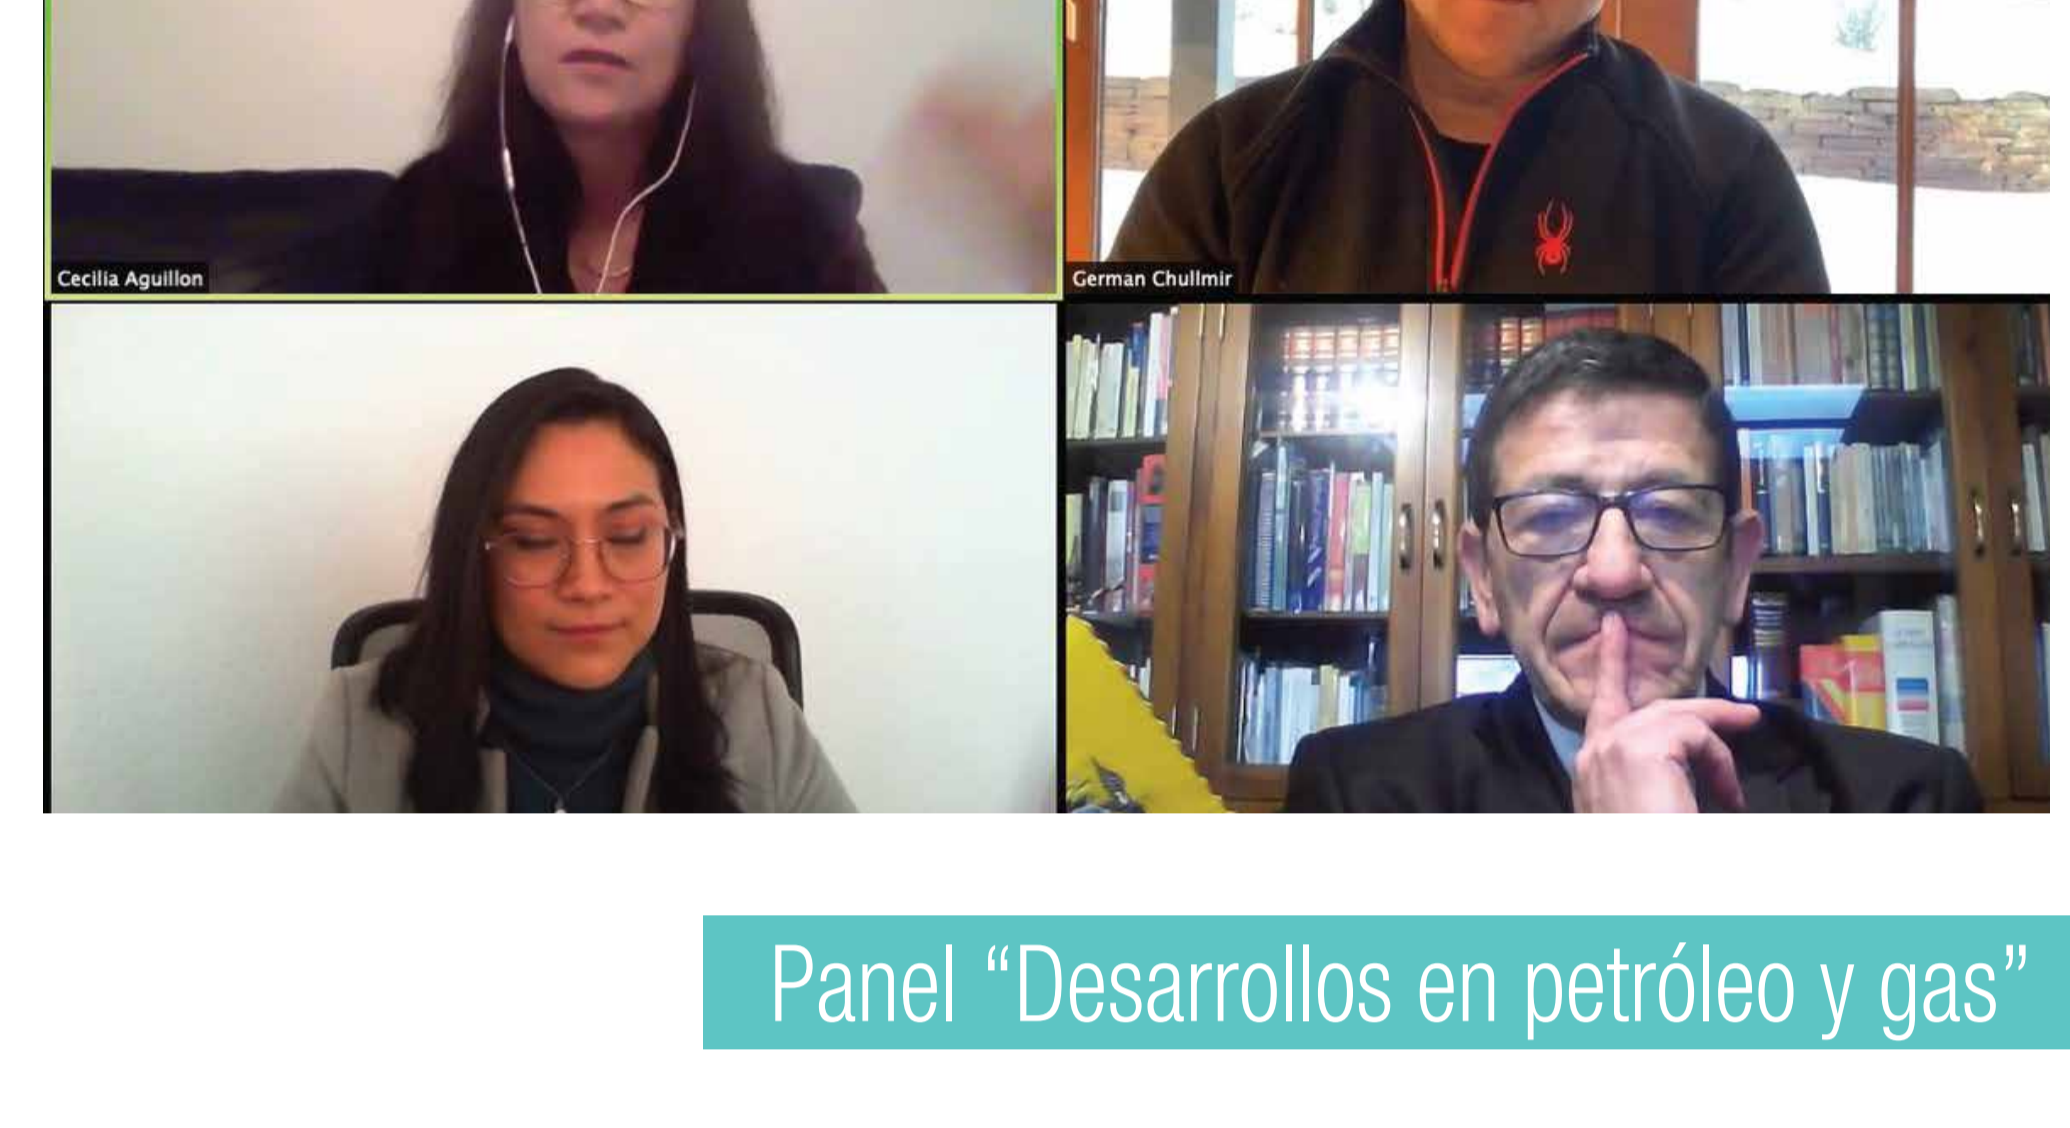 Cecilia Aguillon
German Chullmir
Panel “Desarrollos en petróleo y gas”